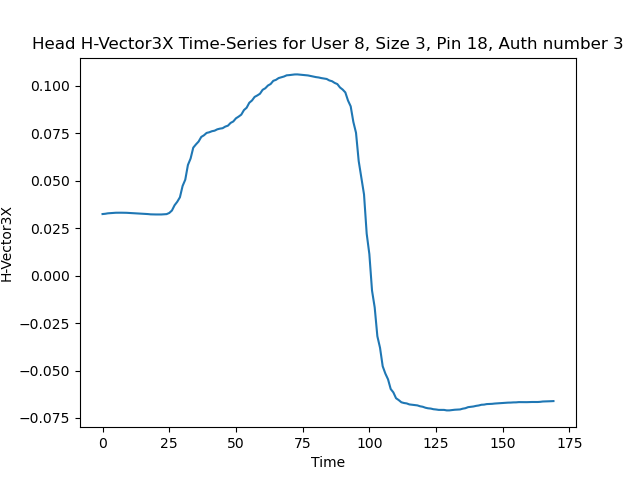 Head H-Vector3X Time-Series for User 8, Size 3, Pin 18, Auth number 3
0.100
0.075
0.050
0.025
0.000
−0.025
−0.050
−0.075
H-Vector3X
0 25 50 75 100 125 150 175
Time